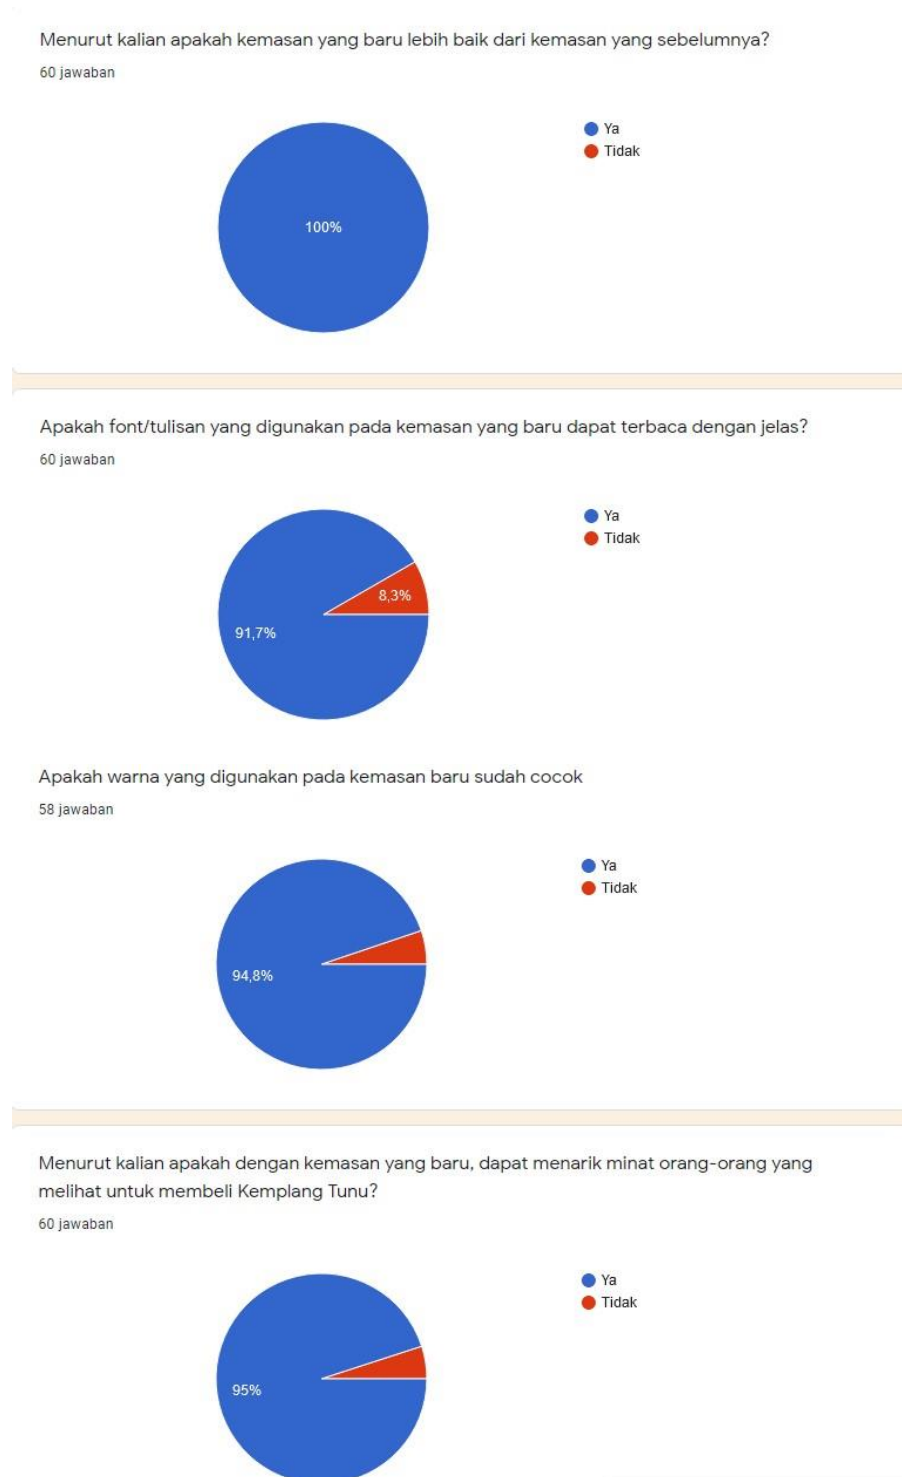 Menurut kalian apakah kemasan yang baru lebih baik dari kemasan yang sebelumnya?
60 jawaban
Ya
Tidak
100%
Apakah font/tulisan yang digunakan pada kemasan yang baru dapat terbaca dengan jelas?
60 jawaban
Ya
Tidak
8,3%
91,7%
Apakah warna yang digunakan pada kemasan baru sudah cocok
58 jawaban
Ya
Tidak
94,8%
Menurut kalian apakah dengan kemasan yang baru, dapat menarik minat orang-orang yang
melihat untuk membeli Kemplang Tunu?
60 jawaban
Ya
Tidak
95%